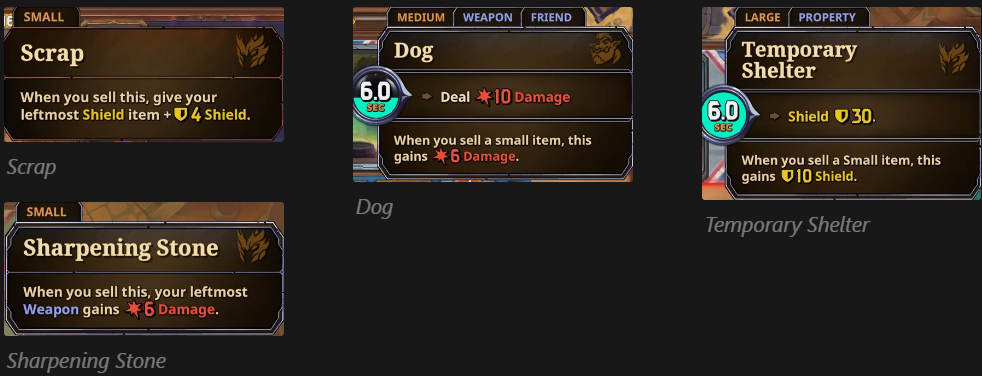 SMALL
Scrap
When you sell this, give your
leftmost Shield item + 4 Shield.
Scrap
SMALL
Sharpening Stone
When you sell this, your leftmost
Weapon gains 6 Damage.
Sharpening Stone
MEDIUM WEAPON FRIEND
Dog
6.0
SEC
Deal 10 Damage
When you sell a small item, this
gains 6 Damage.
Dog
LARGE PROPERTY
Temporary
Shelter
6.0
SEC
Shield 30.
When you sell a Small item, this
gains 10 Shield.
Temporary Shelter